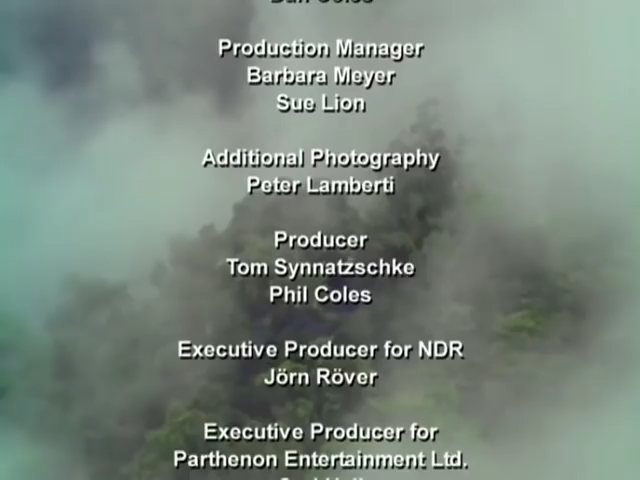 Production Manager
Barbara Meyer
Sue Lion
Additional Photography
Peter Lamberti
Producer
Tom Synnatzschke
Phil Coles
Executive Producer for NDR
Jörn Röver
Executive Producer for
Parthenon Entertainment Ltd.